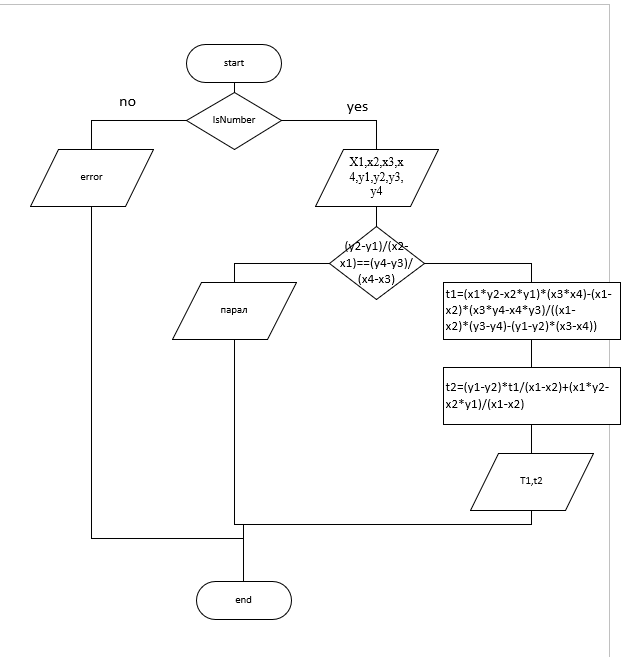 start
no
yes
IsNumber
X1,x2,x3,x
4,y1,y2,y3,
y4
error
(y2-y1)/(x2-
x1)==(y4-y3)/
(x4-x3)
парал
t1=(x1*y2-x2*y1)*(x3*x4)-(x1-
x2)*(x3*y4-x4*y3)/((x1-
x2)*(y3-y4)-(y1-y2)*(x3-x4))
t2=(y1-y2)*t1/(x1-x2)+(x1*y2-
x2*y1)/(x1-x2)
T1,t2
end